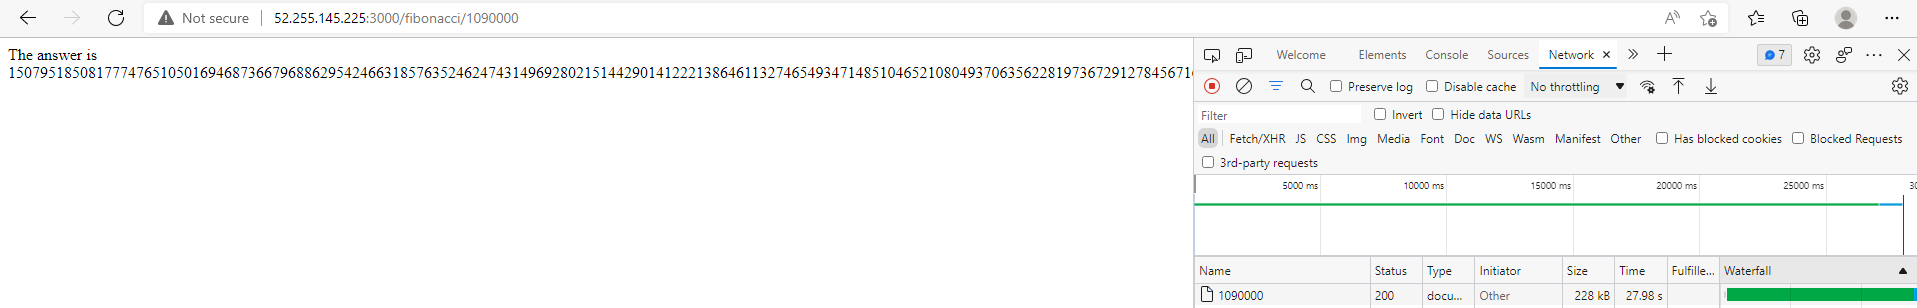 Not secure 52.255.145.225:3000/fibonacci/1090000
The answer is
Welcome Elements Console Sources Network 7
Preserve log Disable cache No throttling
Filter Invert Hide data URLs
All Fetch/XHR JS CSS Img Media Font Doc WS Wasm Manifest Other Has blocked cookies Blocked Requests
3rd-party requests
5000 ms 10000 ms 15000 ms 20000 ms 25000 ms
Name Status Type Initiator Size Time Fulfille... Waterfall
1090000 200 docu... Other 228 kB 27.98 s